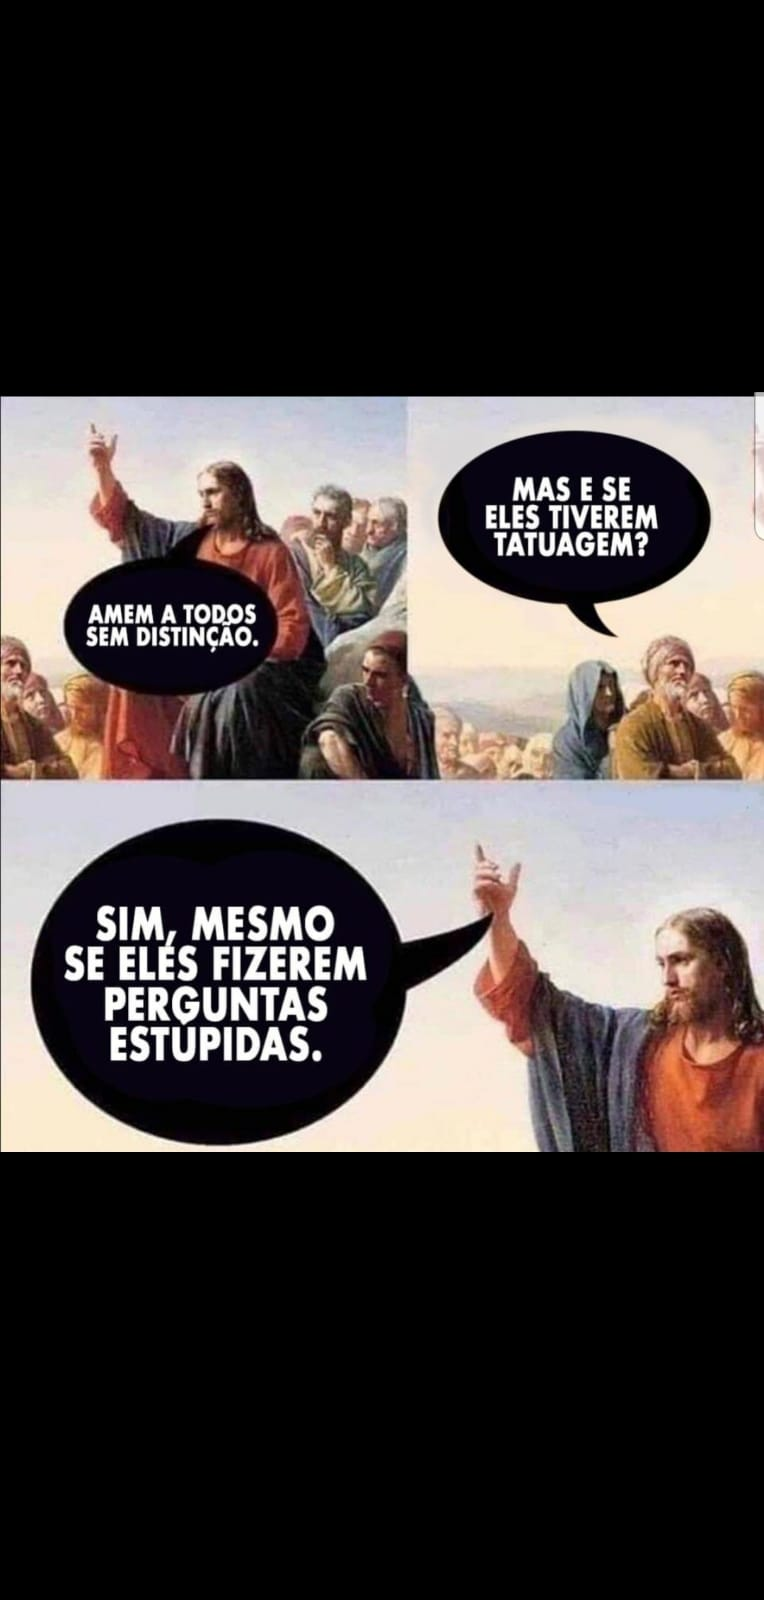 AMEM A TODOS
SEM DISTINÇÃO.
MAS E SE
ELES TIVEREM
TATUAGEM?
SIM, MESMO
SE ELES FIZEREM
PERGUNTAS
ESTÚPIDAS.